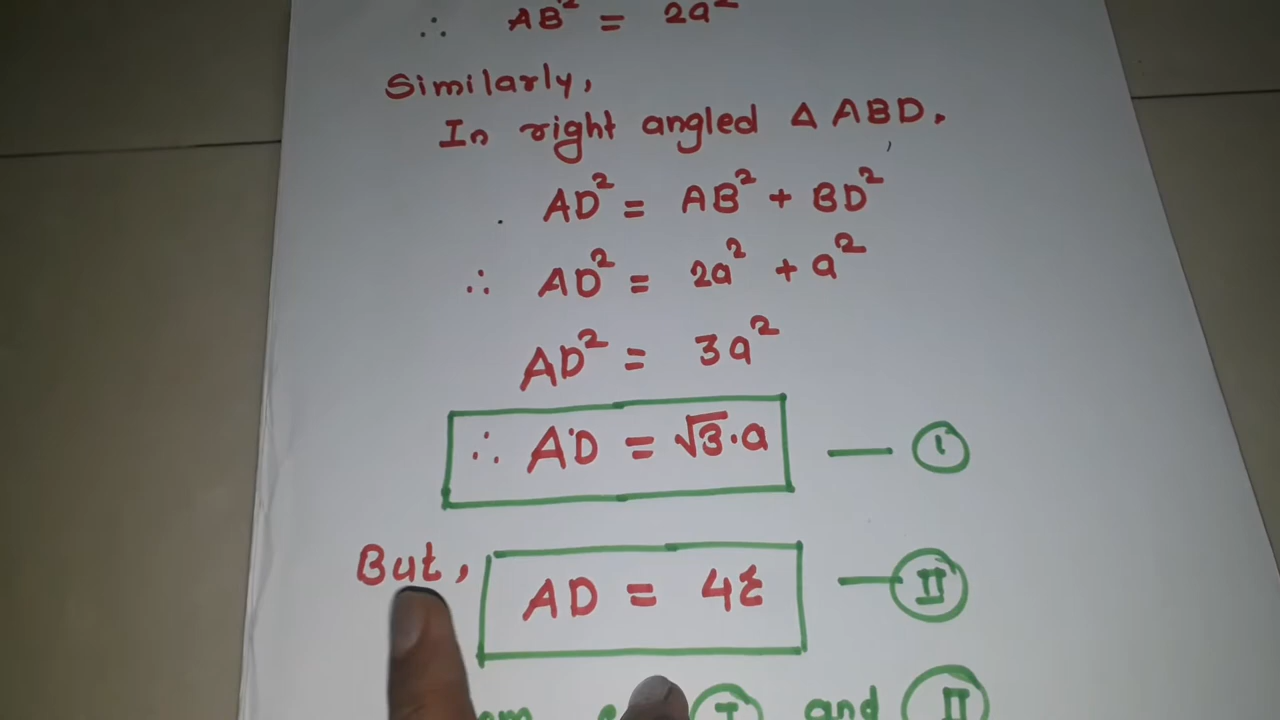 ∴ AB² = 2a²
Similarly,
In right angled Δ ABD,
AD² = AB² + BD²
∴ AD² = 2a² + a²
AD² = 3a²
∴ AD = √3·a — I
But, AD = 4r — II
I and II